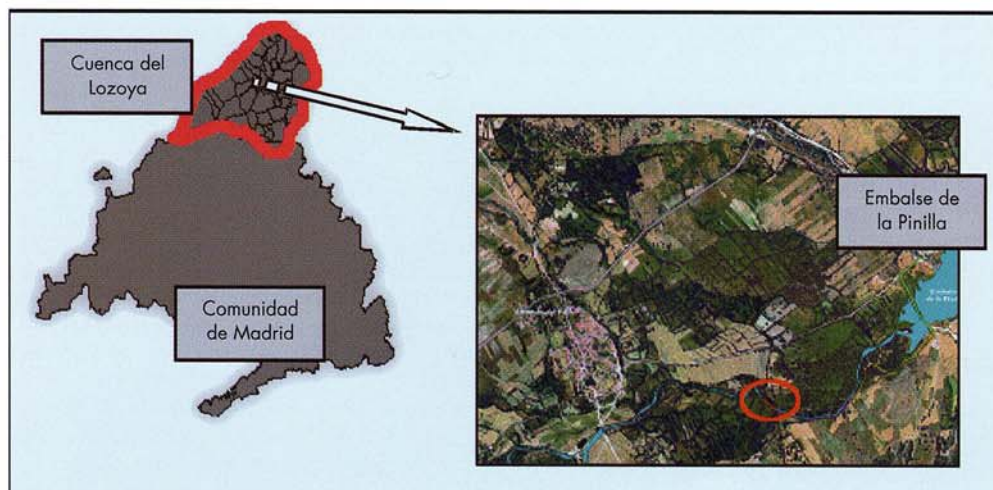 Cuenca del
Lozoya
Comunidad
de Madrid
Embalse de
la Pinilla